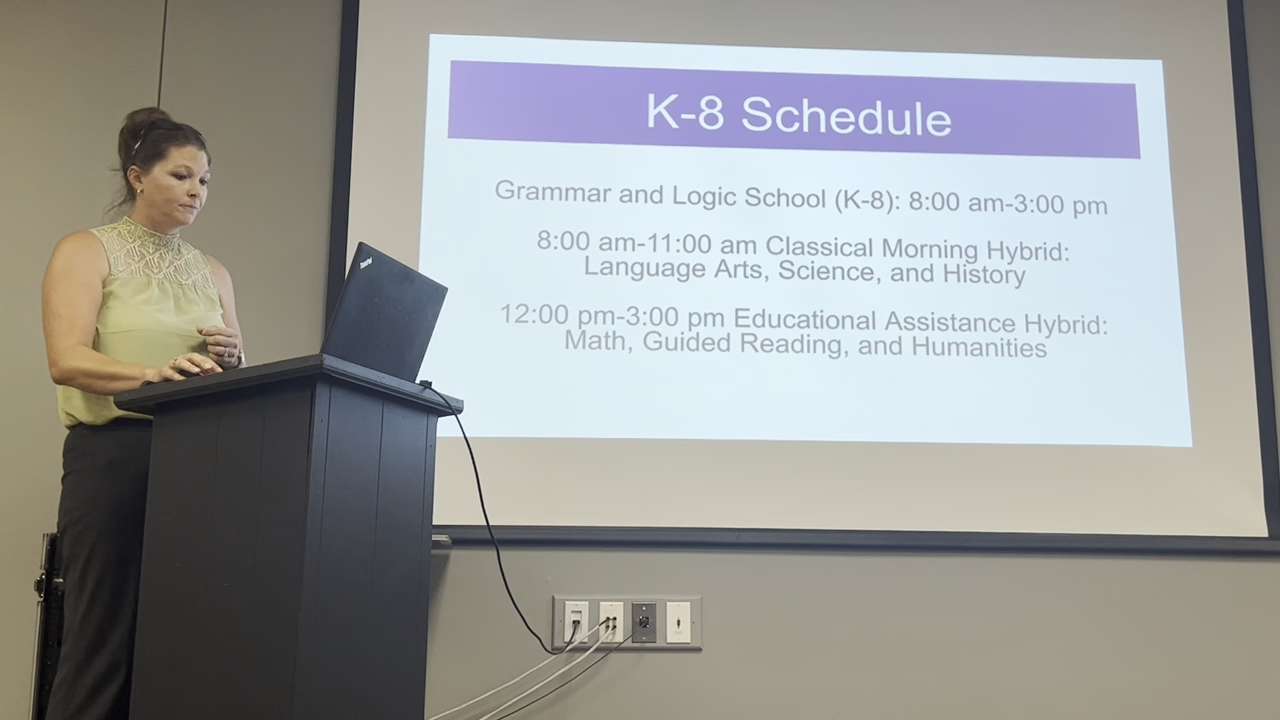 K-8 Schedule
Grammar and Logic School (K-8): 8:00 am-3:00 pm
8:00 am-11:00 am Classical Morning Hybrid:
Language Arts, Science, and History
12:00 pm-3:00 pm Educational Assistance Hybrid:
Math, Guided Reading, and Humanities
ThinkPad